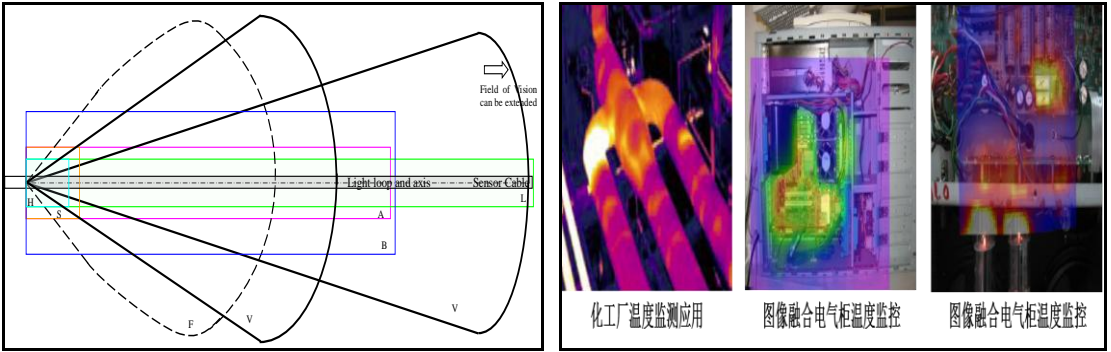 Field of Vision
can be extended
Light loop and axis
Sensor Cable
H
L
S
A
B
F
V
V
化工厂温度监测应用
图像融合电气柜温度监控
图像融合电气柜温度监控